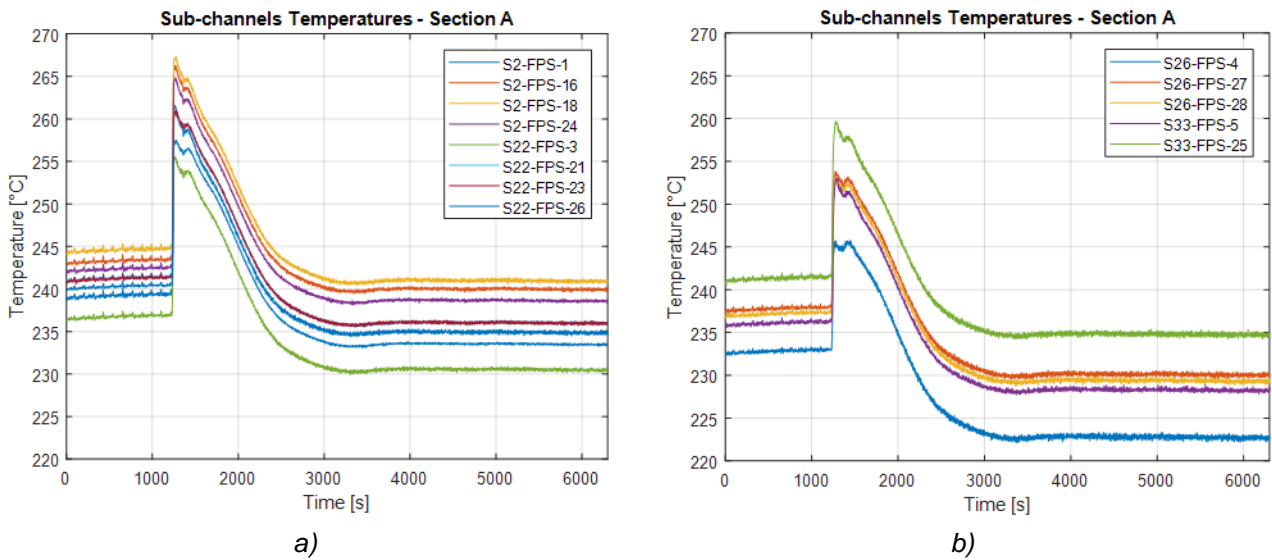 Sub-channels Temperatures - Section A
270
265
260
255
250
245
240
235
230
225
220
Temperature [°C]
S2-FPS-1
S2-FPS-16
S2-FPS-18
S2-FPS-24
S22-FPS-3
S22-FPS-21
S22-FPS-23
S22-FPS-26
0 1000 2000 3000 4000 5000 6000
Time [s]
a)
Sub-channels Temperatures - Section A
270
265
260
255
250
245
240
235
230
225
220
Temperature [°C]
S26-FPS-4
S26-FPS-27
S26-FPS-28
S33-FPS-5
S33-FPS-25
0 1000 2000 3000 4000 5000 6000
Time [s]
b)